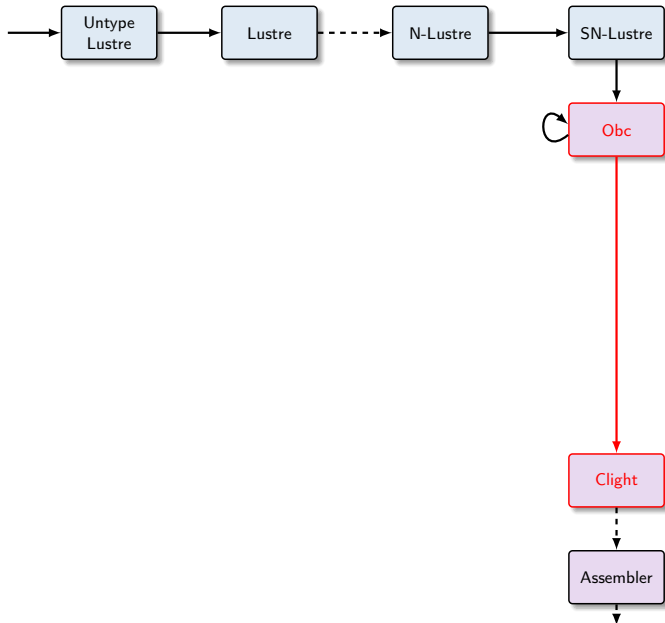 Untype
Lustre
Lustre
N-Lustre
SN-Lustre
Obc
Clight
Assembler